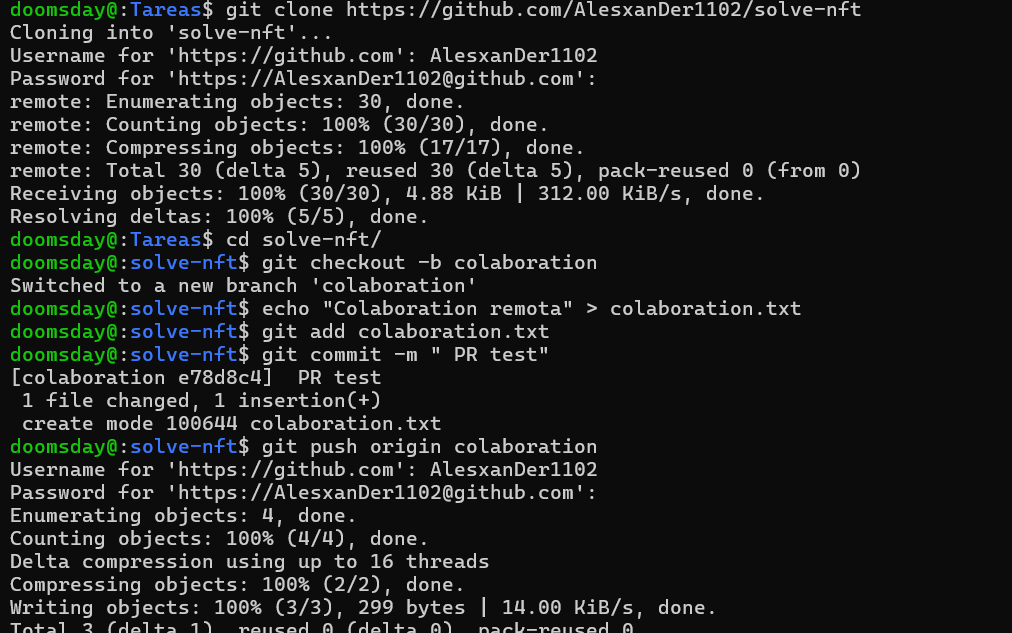 doomsday@:Tareas$ git clone https://github.com/AlesxanDer1102/solve-nft
Cloning into 'solve-nft'...
Username for 'https://github.com': AlesxanDer1102
Password for 'https://AlesxanDer1102@github.com':
remote: Enumerating objects: 30, done.
remote: Counting objects: 100% (30/30), done.
remote: Compressing objects: 100% (17/17), done.
remote: Total 30 (delta 5), reused 30 (delta 5), pack-reused 0 (from 0)
Receiving objects: 100% (30/30), 4.88 KiB | 312.00 KiB/s, done.
Resolving deltas: 100% (5/5), done.
doomsday@:Tareas$ cd solve-nft/
doomsday@:solve-nft$ git checkout -b colaboration
Switched to a new branch 'colaboration'
doomsday@:solve-nft$ echo "Colaboration remota" > colaboration.txt
doomsday@:solve-nft$ git add colaboration.txt
doomsday@:solve-nft$ git commit -m " PR test"
[colaboration e78d8c4]  PR test
 1 file changed, 1 insertion(+)
 create mode 100644 colaboration.txt
doomsday@:solve-nft$ git push origin colaboration
Username for 'https://github.com': AlesxanDer1102
Password for 'https://AlesxanDer1102@github.com':
Enumerating objects: 4, done.
Counting objects: 100% (4/4), done.
Delta compression using up to 16 threads
Compressing objects: 100% (2/2), done.
Writing objects: 100% (3/3), 299 bytes | 14.00 KiB/s, done.
Total 3 (delta 1), reused 0 (delta 0), pack-reused 0